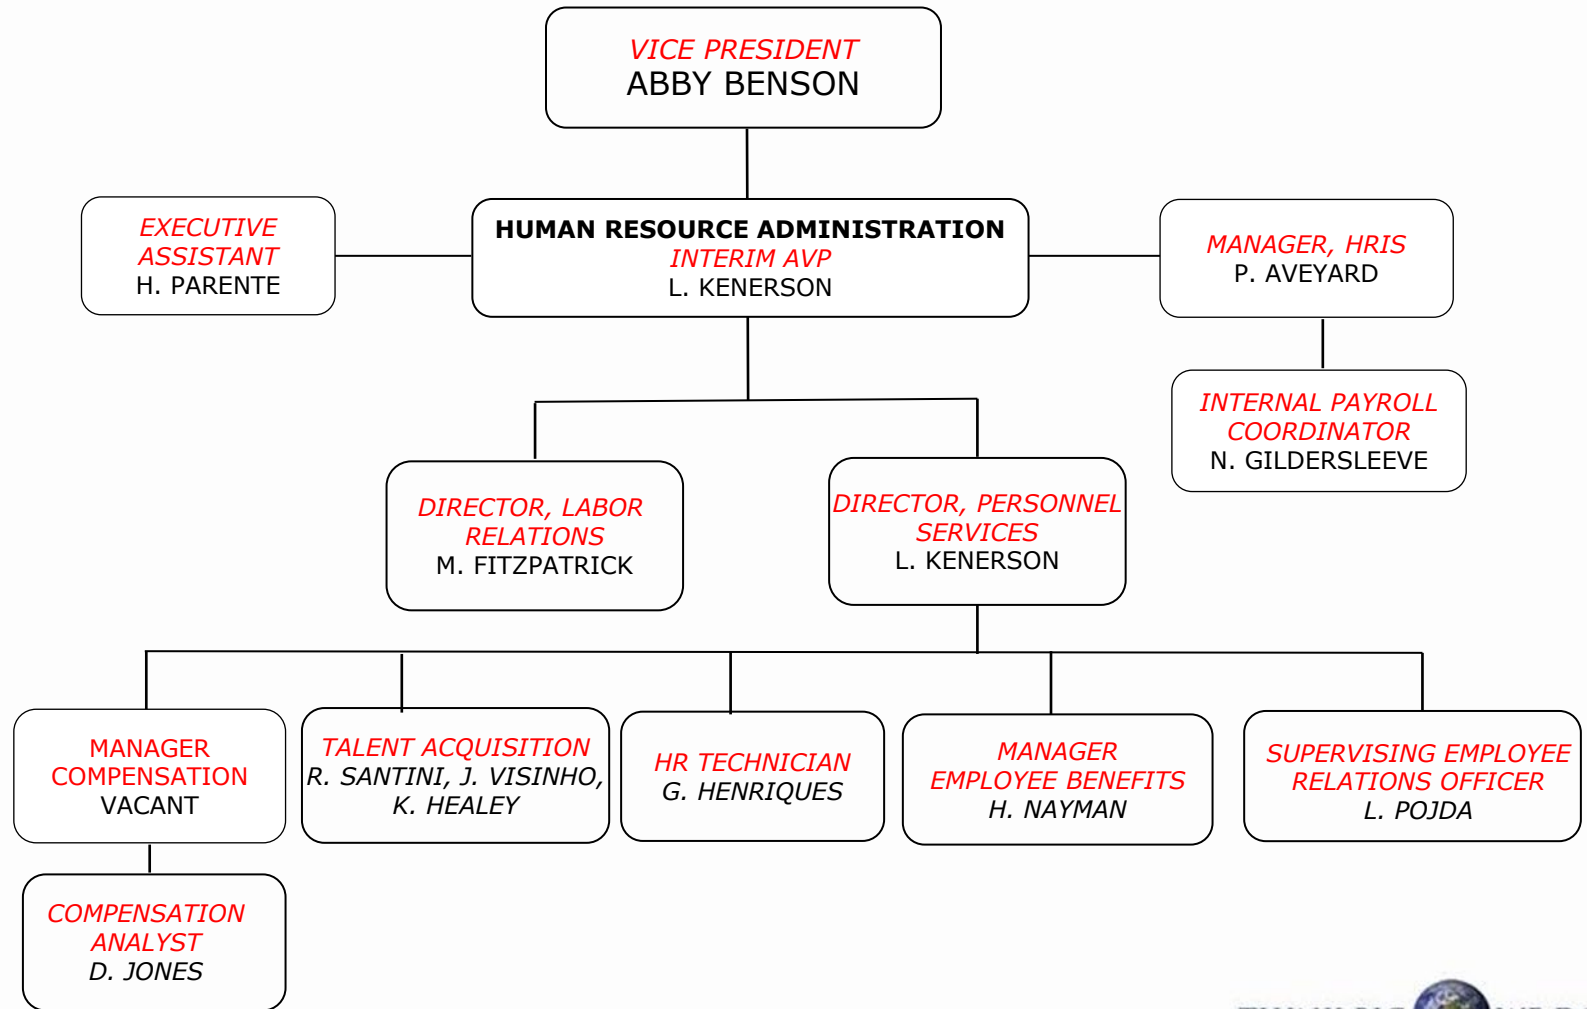 VICE PRESIDENT
ABBY BENSON
EXECUTIVE
ASSISTANT
H. PARENTE
HUMAN RESOURCE ADMINISTRATION
INTERIM AVP
L. KENERSON
MANAGER, HRIS
P. AVEYARD
INTERNAL PAYROLL
COORDINATOR
N. GILDERSLEEVE
DIRECTOR, LABOR
RELATIONS
M. FITZPATRICK
DIRECTOR, PERSONNEL
SERVICES
L. KENERSON
MANAGER
COMPENSATION
VACANT
TALENT ACQUISITION
R. SANTINI, J. VISINHO,
K. HEALEY
HR TECHNICIAN
G. HENRIQUES
MANAGER
EMPLOYEE BENEFITS
H. NAYMAN
SUPERVISING EMPLOYEE
RELATIONS OFFICER
L. POJDA
COMPENSATION
ANALYST
D. JONES